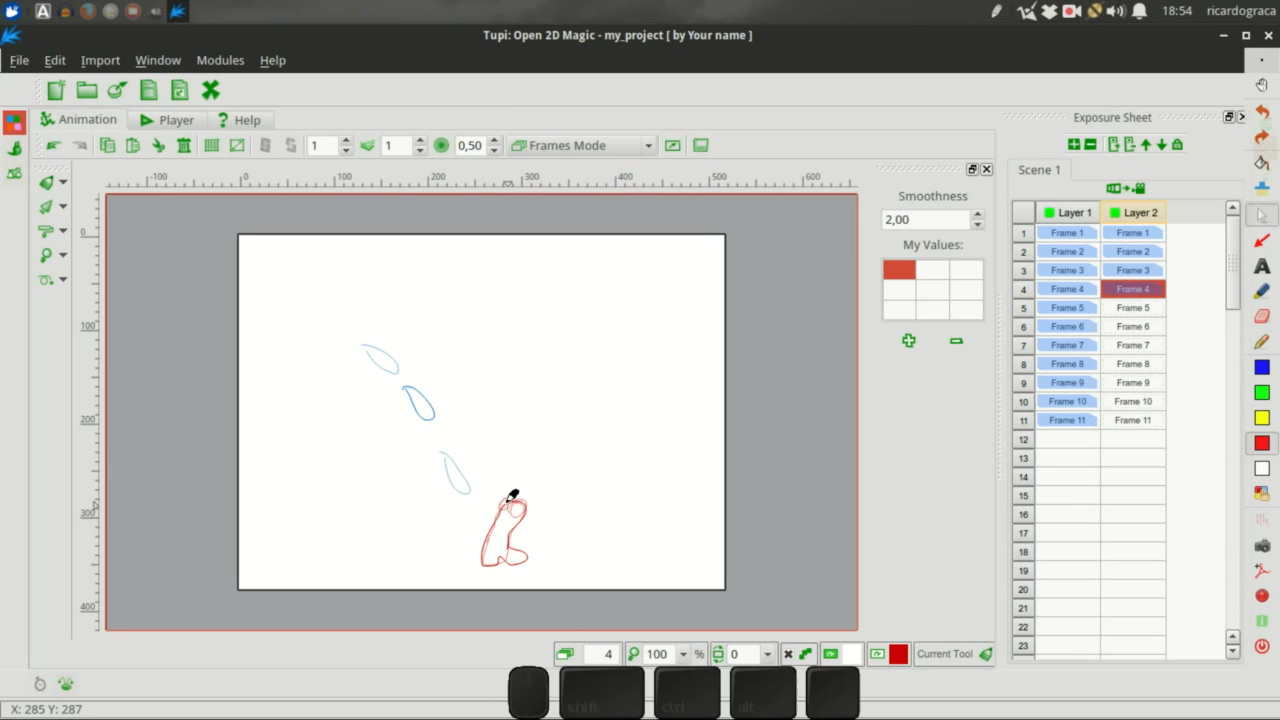 18:54 ricardograca
Tupi: Open 2D Magic - my_project [ by Your name ]
File Edit Import Window Modules Help
Animation Player Help
Exposure Sheet
1 1 0,50 Frames Mode
Scene 1
-100 0 100 200 300 400 500 600
Smoothness
2,00
My Values:
Layer 1 Layer 2
1 Frame 1 Frame 1
2 Frame 2 Frame 2
3 Frame 3 Frame 3
4 Frame 4 Frame 4
5 Frame 5 Frame 5
6 Frame 6 Frame 6
7 Frame 7 Frame 7
8 Frame 8 Frame 8
9 Frame 9 Frame 9
10 Frame 10 Frame 10
11 Frame 11 Frame 11
12
13
14
15
16
17
18
19
20
21
22
23
0
100
200
300
400
4 100 % 0 Current Tool
shift ctrl alt
X: 285 Y: 287